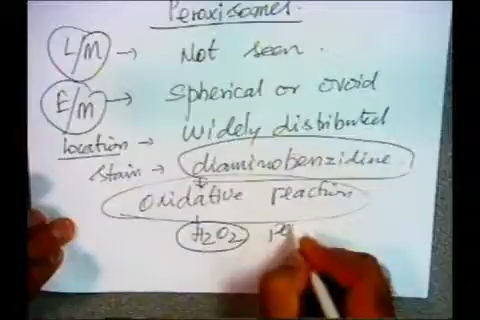 Peroxisomes.
L/M → Not seen.
E/M → Spherical or ovoid
Location → Widely distributed
Stain → diaminobenzidine
oxidative reaction
H2O2